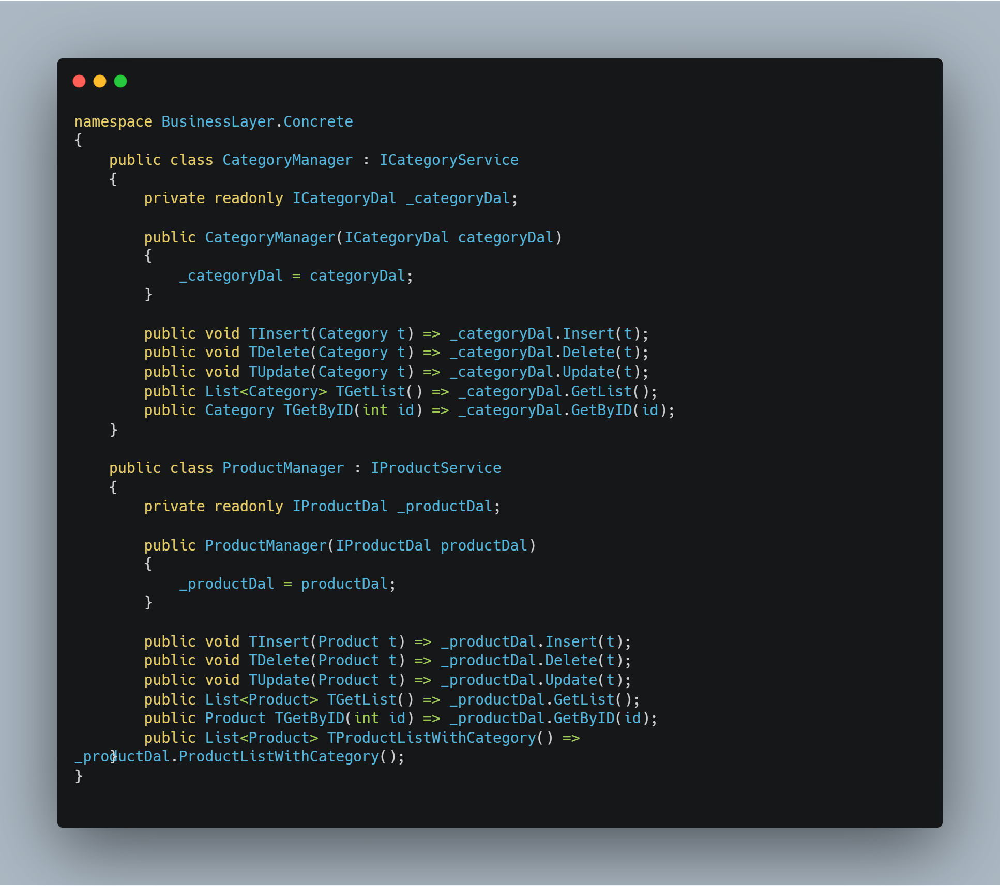 namespace BusinessLayer.Concrete
{
    public class CategoryManager : ICategoryService
    {
        private readonly ICategoryDal _categoryDal;

        public CategoryManager(ICategoryDal categoryDal)
        {
            _categoryDal = categoryDal;
        }

        public void TInsert(Category t) => _categoryDal.Insert(t);
        public void TDelete(Category t) => _categoryDal.Delete(t);
        public void TUpdate(Category t) => _categoryDal.Update(t);
        public List<Category> TGetList() => _categoryDal.GetList();
        public Category TGetByID(int id) => _categoryDal.GetByID(id);
    }

    public class ProductManager : IProductService
    {
        private readonly IProductDal _productDal;

        public ProductManager(IProductDal productDal)
        {
            _productDal = productDal;
        }

        public void TInsert(Product t) => _productDal.Insert(t);
        public void TDelete(Product t) => _productDal.Delete(t);
        public void TUpdate(Product t) => _productDal.Update(t);
        public List<Product> TGetList() => _productDal.GetList();
        public Product TGetByID(int id) => _productDal.GetByID(id);
        public List<Product> TProductListWithCategory() =>
_productDal.ProductListWithCategory();
    }
}